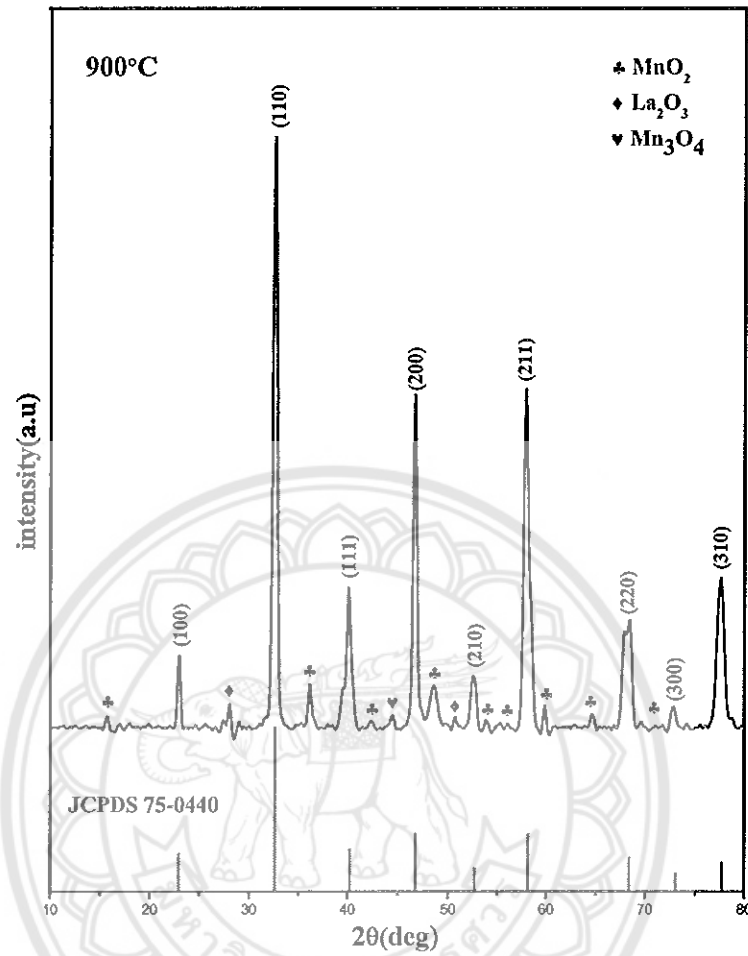 900°C
♣ MnO₂
♦ La₂O₃
♥ Mn₃O₄
(100)
(110)
(111)
(200)
(210)
(211)
(220)
(300)
(310)
intensity(a.u)
JCPDS 75-0440
10 20 30 40 50 60 70 80
2θ(deg)